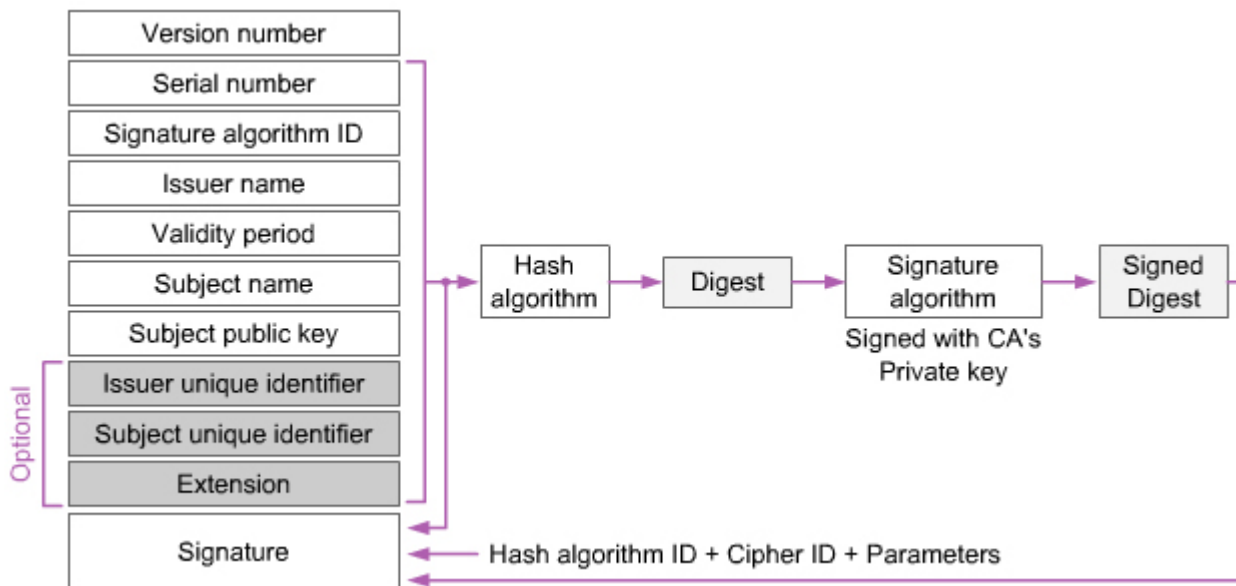 Version number
Serial number
Signature algorithm ID
Issuer name
Validity period
Subject name
Subject public key
Optional
Issuer unique identifier
Subject unique identifier
Extension
Signature
Hash
algorithm
Digest
Signature
algorithm
Signed with CA's
Private key
Signed
Digest
Hash algorithm ID + Cipher ID + Parameters